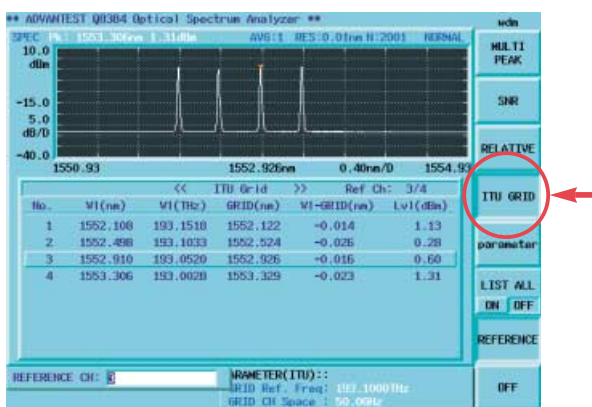 ** ADVANTEST Q8384 Optical Spectrum Analyzer **
SPEC Pk: 1553.306nm 1.31dBm AVG:1 RES:0.01nm N:2001 NORMAL
10.0
dBm
-15.0
5.0
dB/D
-40.0
1550.93 1552.926nm 0.40nm/D 1554.93
<< ITU Grid >> Ref Ch: 3/4
No. Wl(nm) Wl(THz) GRID(nm) Wl-GRID(nm) Lvl(dBm)
1 1552.108 193.1518 1552.122 -0.014 1.13
2 1552.498 193.1033 1552.524 -0.026 0.28
3 1552.910 193.0520 1552.926 -0.016 0.60
4 1553.306 193.0028 1553.329 -0.023 1.31
REFERENCE CH: 3
PARAMETER(ITU)::
GRID Ref. Freq: 193.1000THz
GRID CH Space : 50.0GHz
wdm
MULTI
PEAK
SNR
RELATIVE
ITU GRID
parameter
LIST ALL
ON OFF
REFERENCE
OFF